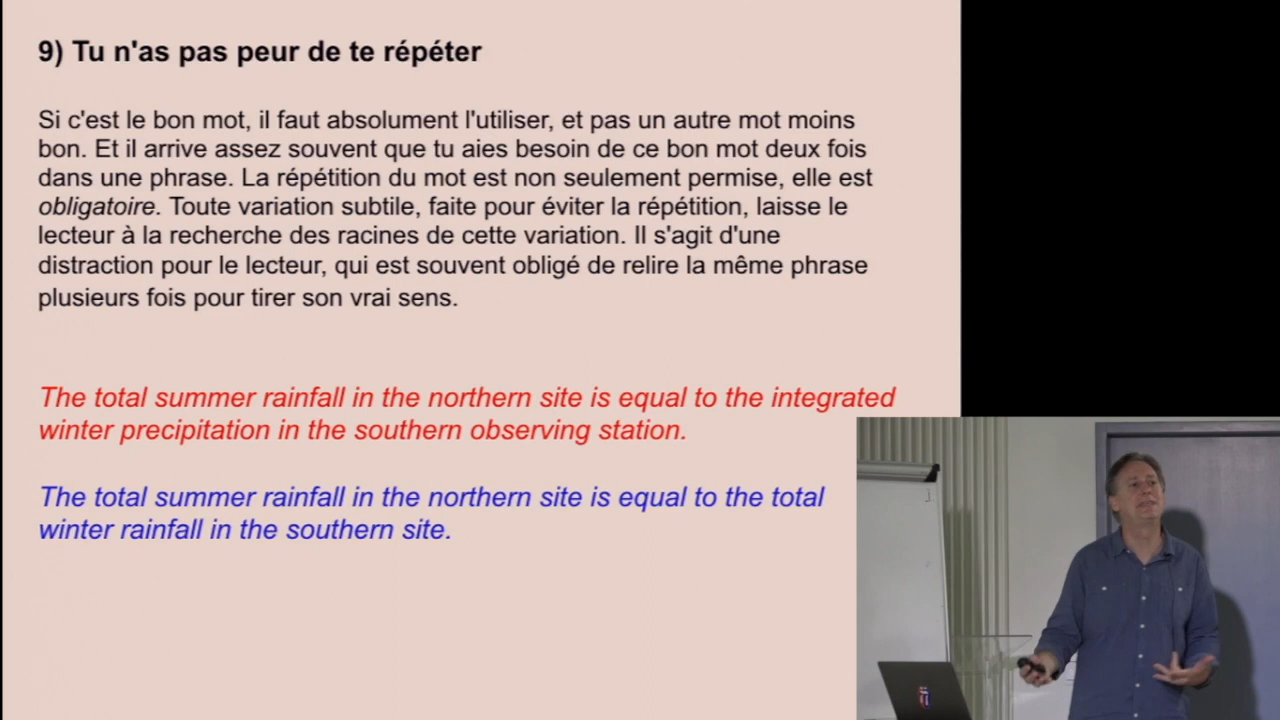 9) Tu n'as pas peur de te répéter
Si c'est le bon mot, il faut absolument l'utiliser, et pas un autre mot moins
bon. Et il arrive assez souvent que tu aies besoin de ce bon mot deux fois
dans une phrase. La répétition du mot est non seulement permise, elle est
obligatoire. Toute variation subtile, faite pour éviter la répétition, laisse le
lecteur à la recherche des racines de cette variation. Il s'agit d'une
distraction pour le lecteur, qui est souvent obligé de relire la même phrase
plusieurs fois pour tirer son vrai sens.
The total summer rainfall in the northern site is equal to the integrated
winter precipitation in the southern observing station.
The total summer rainfall in the northern site is equal to the total
winter rainfall in the southern site.